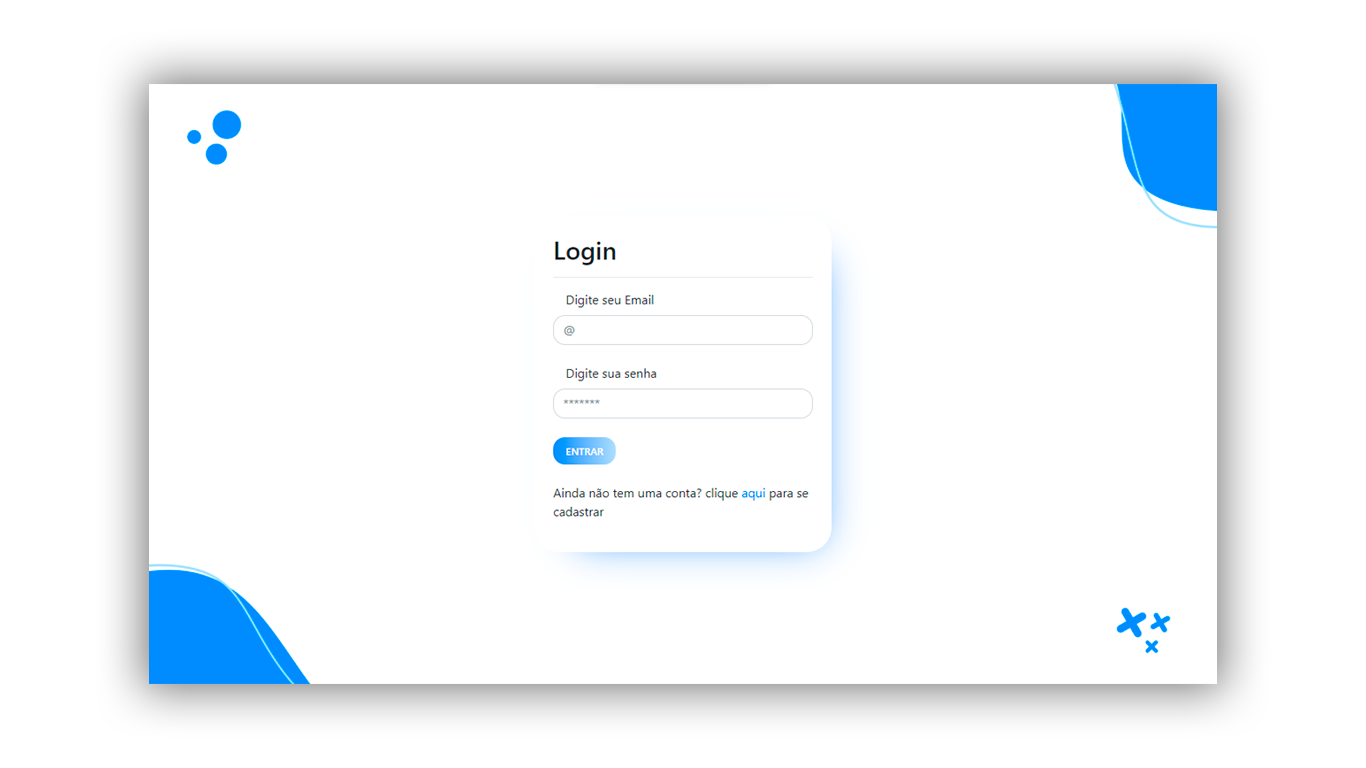 Login
Digite seu Email
@
Digite sua senha
*******
ENTRAR
Ainda não tem uma conta? clique aqui para se
cadastrar